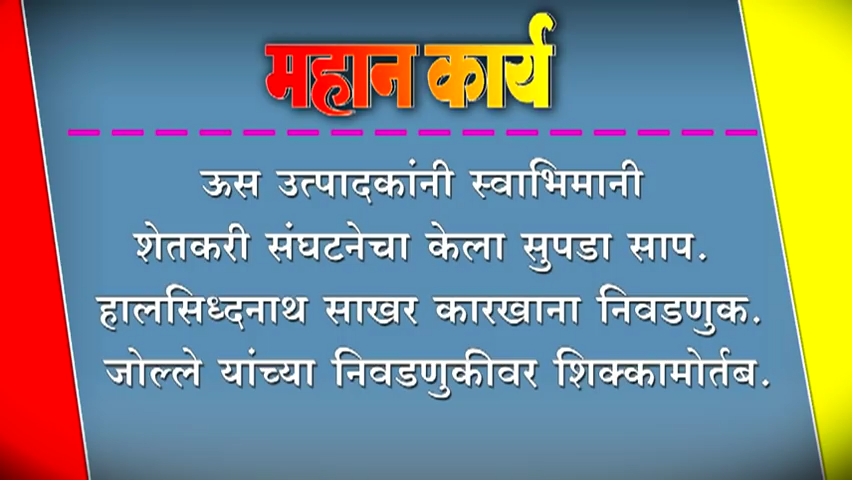 महान कार्य
ऊस उत्पादकांनी स्वाभिमानी
शेतकरी संघटनेचा केला सुपडा साप.
हालसिध्दनाथ साखर कारखाना निवडणुक.
जोल्ले यांच्या निवडणुकीवर शिक्कामोर्तब.